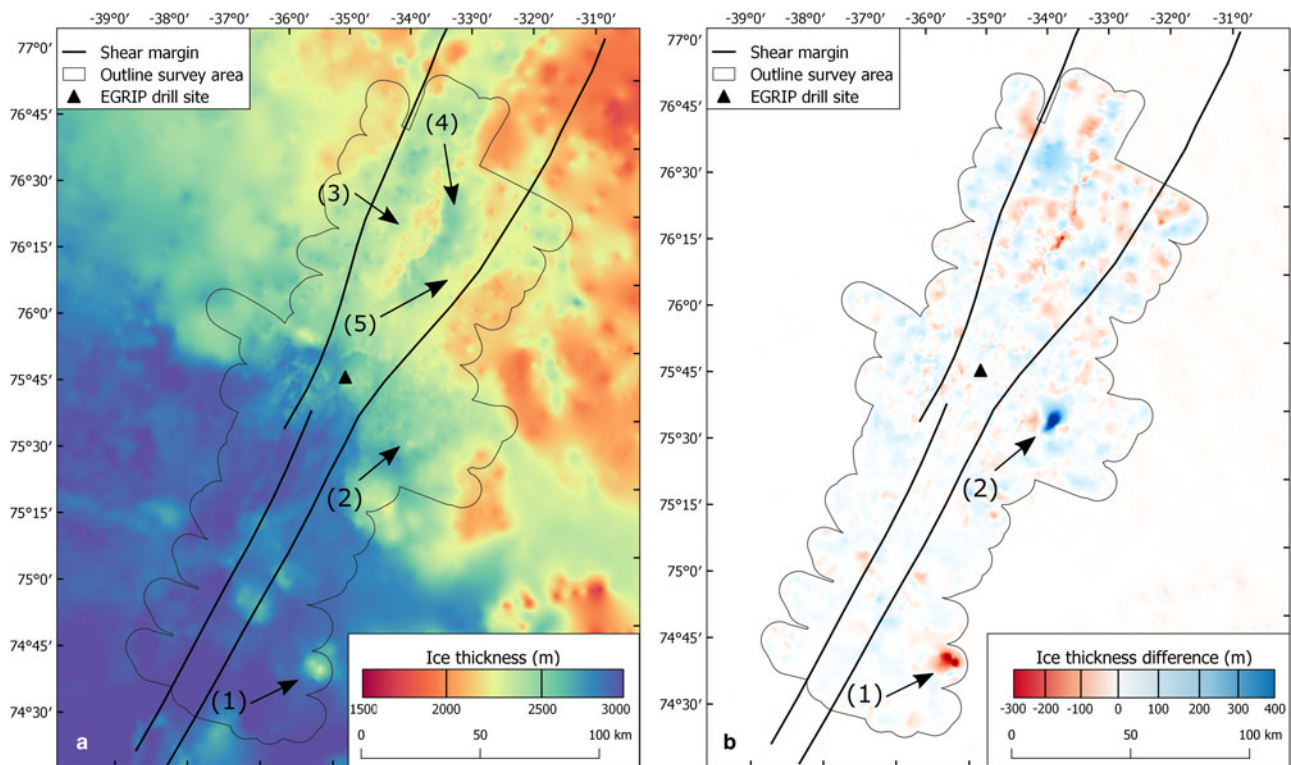 -39°0′ -38°0′ -37°0′ -36°0′ -35°0′ -34°0′ -33°0′ -32°0′ -31°0′
77°0′
Shear margin
Outline survey area
EGRIP drill site
76°45′
76°30′
76°15′
76°0′
75°45′
75°30′
75°15′
75°0′
74°45′
74°30′
(4)
(3)
(5)
(2)
(1)
Ice thickness (m)
1500 2000 2500 3000
0 50 100 km
a
-39°0′ -38°0′ -37°0′ -36°0′ -35°0′ -34°0′ -33°0′ -32°0′ -31°0′
77°0′
Shear margin
Outline survey area
EGRIP drill site
76°45′
76°30′
76°15′
76°0′
75°45′
75°30′
75°15′
75°0′
74°45′
74°30′
(2)
(1)
Ice thickness difference (m)
-300 -200 -100 0 100 200 300 400
0 50 100 km
b